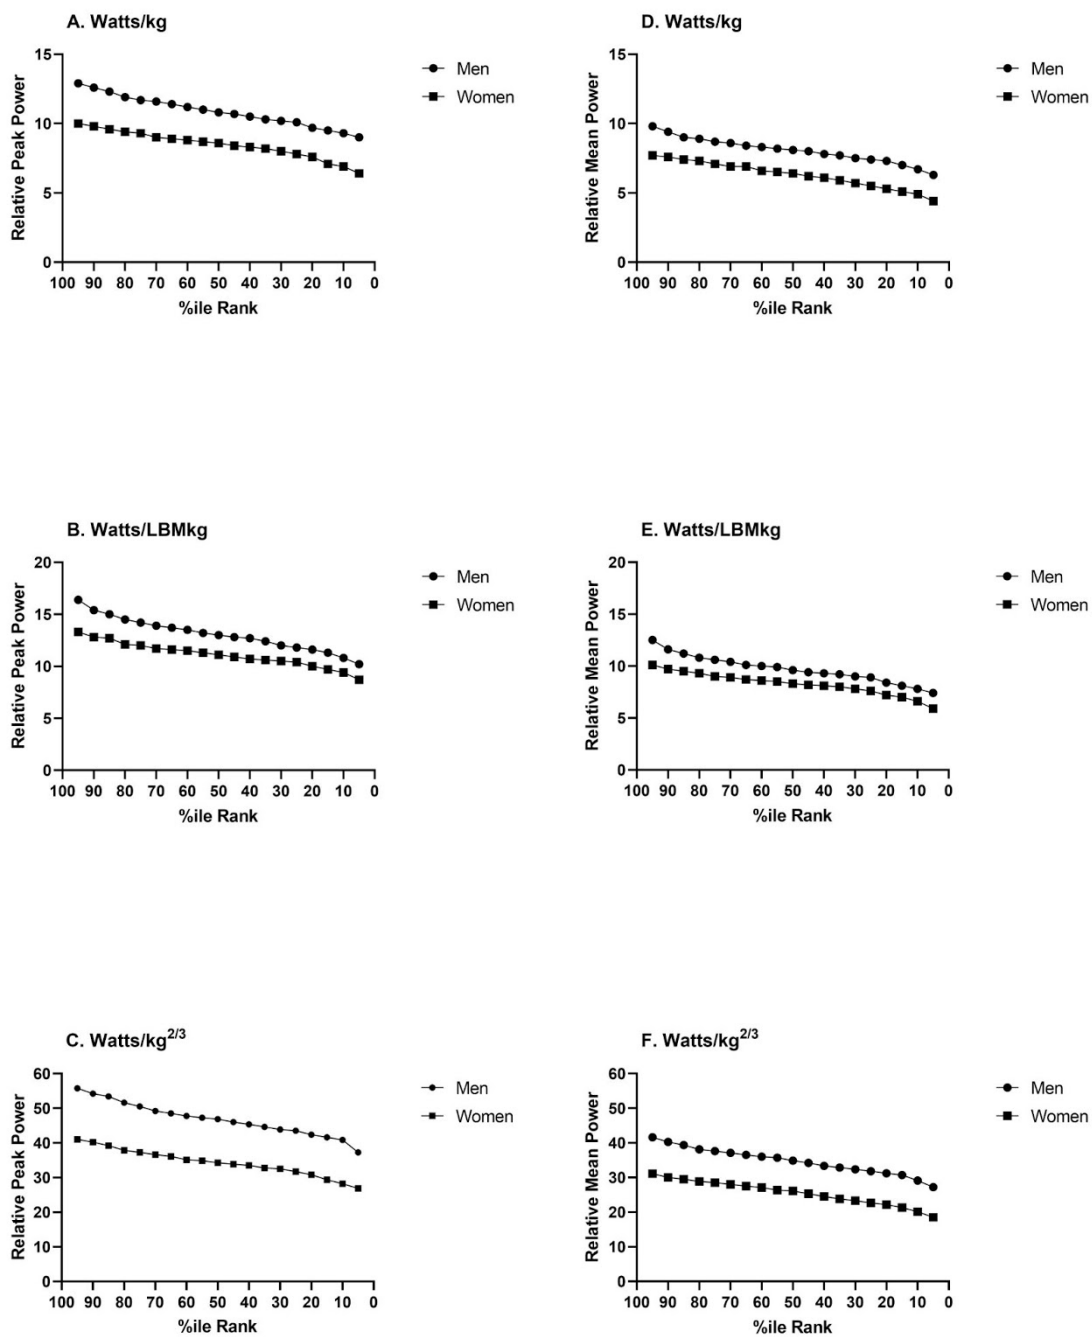 A. Watts/kg
Relative Peak Power
15
10
5
0
100 90 80 70 60 50 40 30 20 10 0
%ile Rank
Men
Women
D. Watts/kg
Relative Mean Power
15
10
5
0
100 90 80 70 60 50 40 30 20 10 0
%ile Rank
Men
Women
B. Watts/LBMkg
Relative Peak Power
20
15
10
5
0
100 90 80 70 60 50 40 30 20 10 0
%ile Rank
Men
Women
E. Watts/LBMkg
Relative Mean Power
20
15
10
5
0
100 90 80 70 60 50 40 30 20 10 0
%ile Rank
Men
Women
C. Watts/kg^2/3
Relative Peak Power
60
50
40
30
20
10
0
100 90 80 70 60 50 40 30 20 10 0
%ile Rank
Men
Women
F. Watts/kg^2/3
Relative Mean Power
60
50
40
30
20
10
0
100 90 80 70 60 50 40 30 20 10 0
%ile Rank
Men
Women